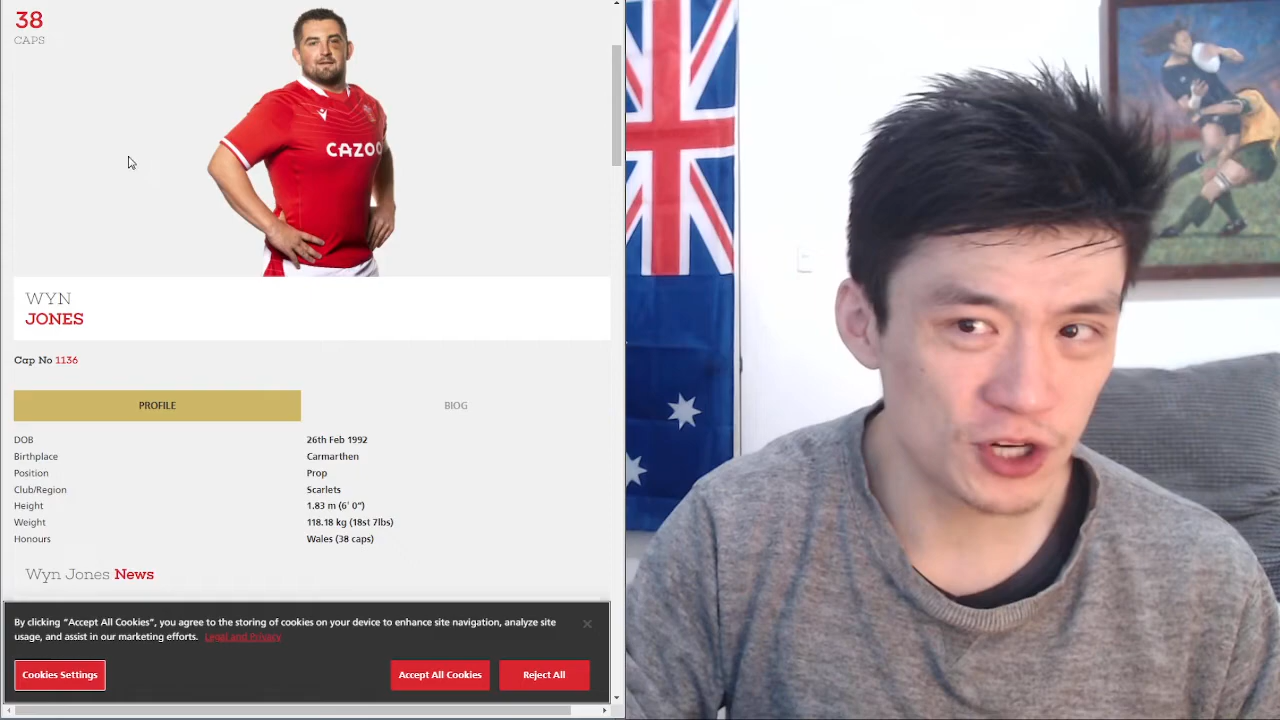 38
CAPS
CAZOO
WYN
JONES
Cap No 1136
PROFILE
BIOG
DOB 26th Feb 1992
Birthplace Carmarthen
Position Prop
Club/Region Scarlets
Height 1.83 m (6' 0")
Weight 118.18 kg (18st 7lbs)
Honours Wales (38 caps)
Wyn Jones News
By clicking “Accept All Cookies”, you agree to the storing of cookies on your device to enhance site navigation, analyze site
usage, and assist in our marketing efforts. Legal and Privacy
Cookies Settings
Accept All Cookies
Reject All